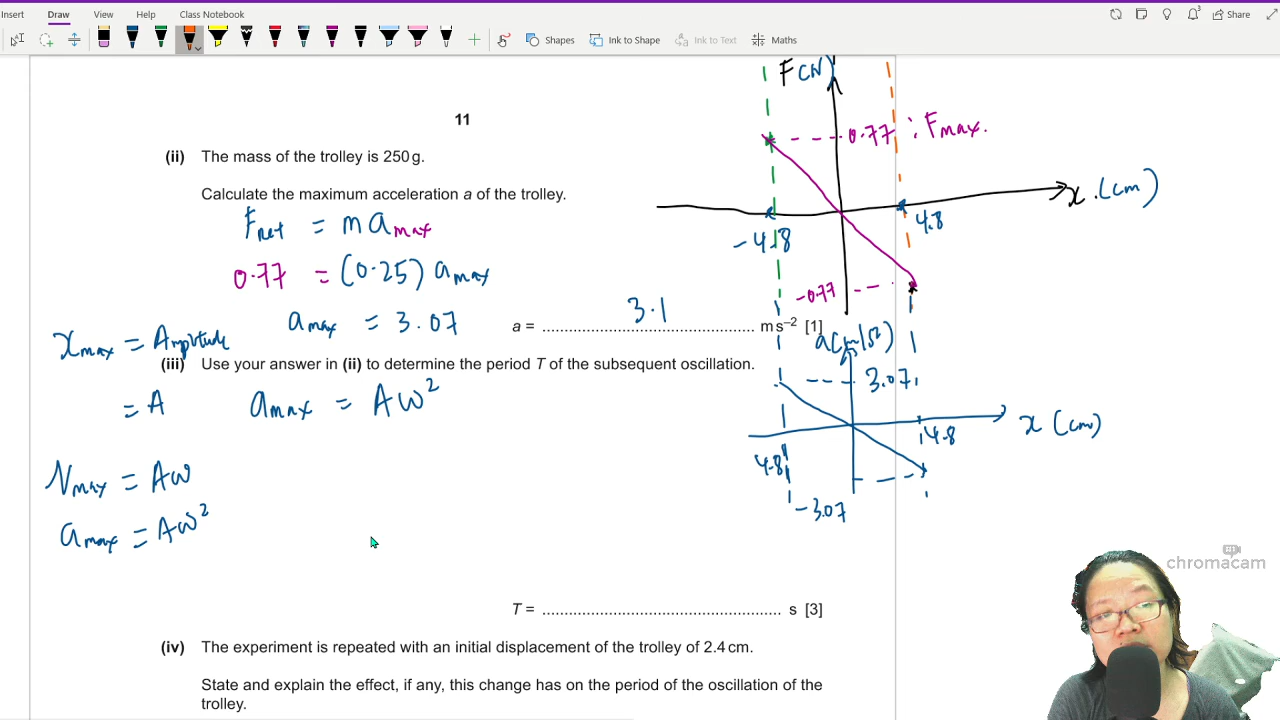 Insert Draw View Help Class Notebook
Share
Shapes Ink to Shape Ink to Text Maths
11
F(N)
0.77 : Fmax.
x.(cm)
-4.8
4.8
-0.77
(ii) The mass of the trolley is 250 g.
Calculate the maximum acceleration a of the trolley.
Fnet = m amax
0.77 = (0.25) amax
amax = 3.07
a = 3.1 m s⁻² [1]
xmax = Amplitude
= A
(iii) Use your answer in (ii) to determine the period T of the subsequent oscillation.
amax = Aω²
Vmax = Aω
amax = Aω²
a(m/s²)
3.07
x (cm)
4.8
4.8
-3.07
chromacam
T = s [3]
(iv) The experiment is repeated with an initial displacement of the trolley of 2.4 cm.
State and explain the effect, if any, this change has on the period of the oscillation of the
trolley.